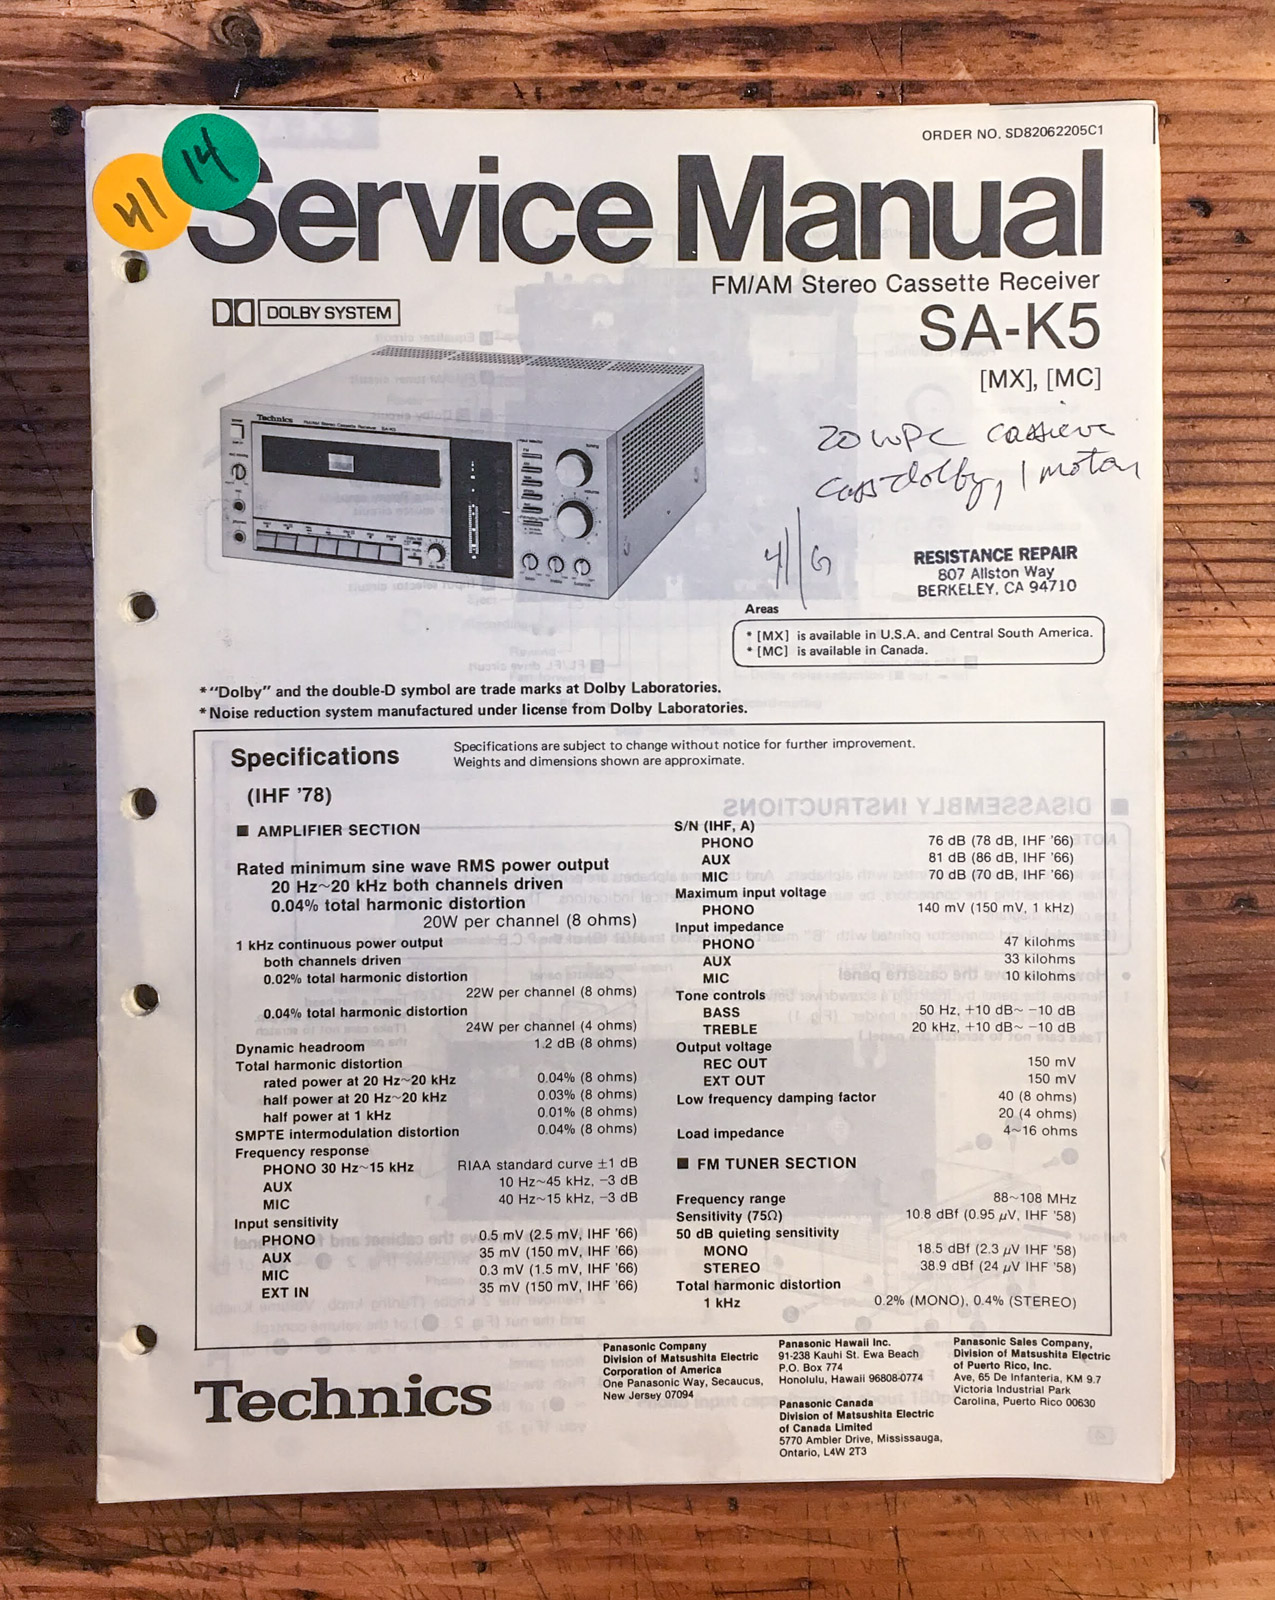 ORDER NO. SD82062205C1
14
41
Service Manual
FM/AM Stereo Cassette Receiver
SA-K5
[MX], [MC]
DOLBY SYSTEM
Technics
20 WPC cassieve
cass dolby, 1 motor
41/G
RESISTANCE REPAIR
807 Allston Way
BERKELEY, CA 94710
Areas
* [MX] is available in U.S.A. and Central South America.
* [MC] is available in Canada.
* "Dolby" and the double-D symbol are trade marks at Dolby Laboratories.
* Noise reduction system manufactured under license from Dolby Laboratories.
Specifications
Specifications are subject to change without notice for further improvement.
Weights and dimensions shown are approximate.
(IHF '78)
■ AMPLIFIER SECTION
Rated minimum sine wave RMS power output
20 Hz~20 kHz both channels driven
0.04% total harmonic distortion
20W per channel (8 ohms)
1 kHz continuous power output
both channels driven
0.02% total harmonic distortion
22W per channel (8 ohms)
0.04% total harmonic distortion
24W per channel (4 ohms)
Dynamic headroom 1.2 dB (8 ohms)
Total harmonic distortion
rated power at 20 Hz~20 kHz 0.04% (8 ohms)
half power at 20 Hz~20 kHz 0.03% (8 ohms)
half power at 1 kHz 0.01% (8 ohms)
SMPTE intermodulation distortion 0.04% (8 ohms)
Frequency response
PHONO 30 Hz~15 kHz RIAA standard curve ±1 dB
AUX 10 Hz~45 kHz, −3 dB
MIC 40 Hz~15 kHz, −3 dB
Input sensitivity
PHONO 0.5 mV (2.5 mV, IHF '66)
AUX 35 mV (150 mV, IHF '66)
MIC 0.3 mV (1.5 mV, IHF '66)
EXT IN 35 mV (150 mV, IHF '66)
S/N (IHF, A)
PHONO 76 dB (78 dB, IHF '66)
AUX 81 dB (86 dB, IHF '66)
MIC 70 dB (70 dB, IHF '66)
Maximum input voltage
PHONO 140 mV (150 mV, 1 kHz)
Input impedance
PHONO 47 kilohms
AUX 33 kilohms
MIC 10 kilohms
Tone controls
BASS 50 Hz, +10 dB~ −10 dB
TREBLE 20 kHz, +10 dB~ −10 dB
Output voltage
REC OUT 150 mV
EXT OUT 150 mV
Low frequency damping factor 40 (8 ohms)
20 (4 ohms)
Load impedance 4~16 ohms
■ FM TUNER SECTION
Frequency range 88~108 MHz
Sensitivity (75Ω) 10.8 dBf (0.95 μV, IHF '58)
50 dB quieting sensitivity
MONO 18.5 dBf (2.3 μV IHF '58)
STEREO 38.9 dBf (24 μV IHF '58)
Total harmonic distortion
1 kHz 0.2% (MONO), 0.4% (STEREO)
Technics
Panasonic Company
Division of Matsushita Electric
Corporation of America
One Panasonic Way, Secaucus,
New Jersey 07094
Panasonic Hawaii Inc.
91-238 Kauhi St. Ewa Beach
P.O. Box 774
Honolulu, Hawaii 96808-0774
Panasonic Canada
Division of Matsushita Electric
of Canada Limited
5770 Ambler Drive, Mississauga,
Ontario, L4W 2T3
Panasonic Sales Company,
Division of Matsushita Electric
of Puerto Rico, Inc.
Ave, 65 De Infanteria, KM 9.7
Victoria Industrial Park
Carolina, Puerto Rico 00630